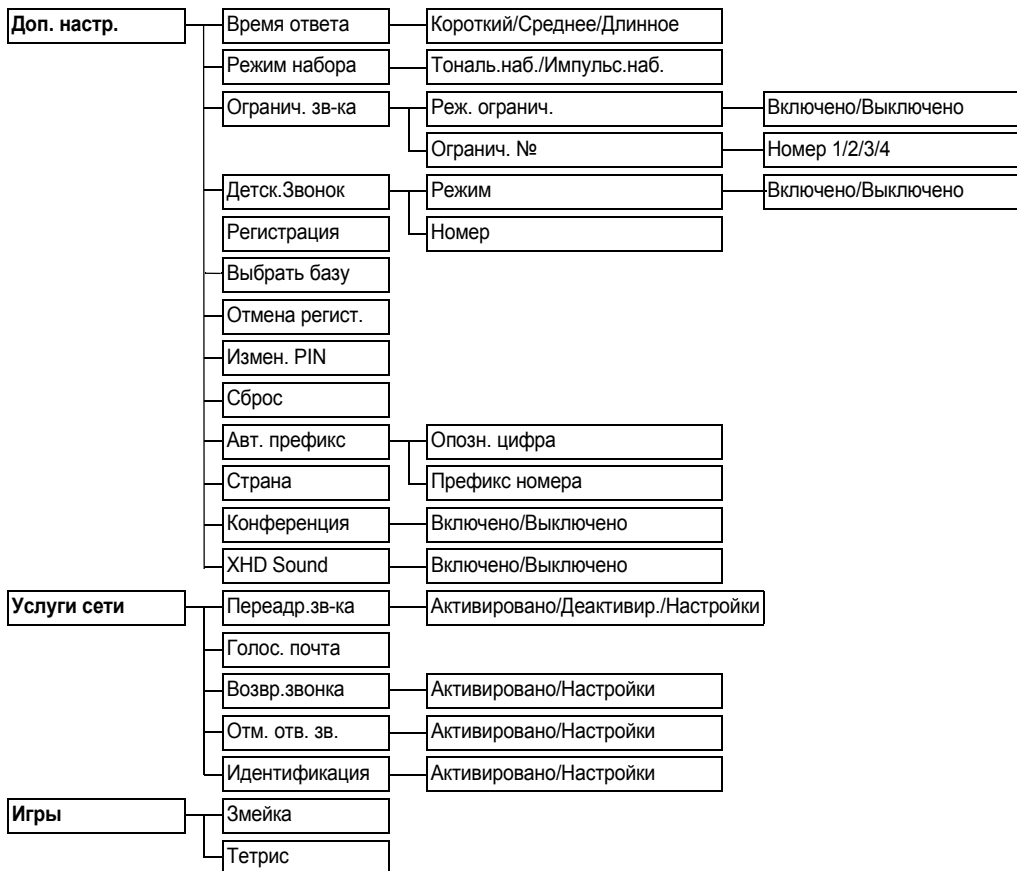 Доп. настр. Время ответа Короткий/Среднее/Длинное
Режим набора Тональ.наб./Импульс.наб.
Огранич. зв-ка Реж. огранич. Включено/Выключено
Огранич. № Номер 1/2/3/4
Детск.Звонок Режим Включено/Выключено
Регистрация Номер
Выбрать базу
Отмена регист.
Измен. PIN
Сброс
Авт. префикс Опозн. цифра
Страна Префикс номера
Конференция Включено/Выключено
XHD Sound Включено/Выключено
Услуги сети Переадр.зв-ка Активировано/Деактивир./Настройки
Голос. почта
Возвр.звонка Активировано/Настройки
Отм. отв. зв. Активировано/Настройки
Идентификация Активировано/Настройки
Игры Змейка
Тетрис